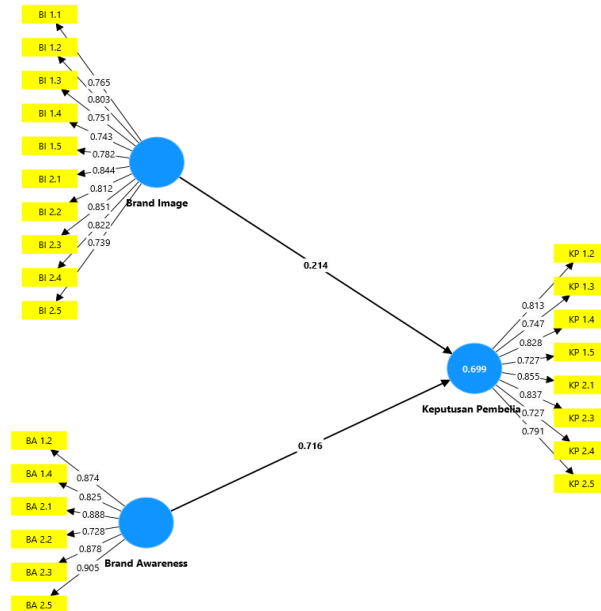 BI 1.1
BI 1.2
BI 1.3
BI 1.4
BI 1.5
BI 2.1
BI 2.2
BI 2.3
BI 2.4
BI 2.5
0.765
0.803
0.751
0.743
0.782
0.844
0.812
0.851
0.822
0.739
Brand Image
0.214
BA 1.2
BA 1.4
BA 2.1
BA 2.2
BA 2.3
BA 2.5
0.874
0.825
0.888
0.728
0.878
0.905
Brand Awareness
0.716
0.699
Keputusan Pembelia
0.813
0.747
0.828
0.727
0.855
0.837
0.727
0.791
KP 1.2
KP 1.3
KP 1.4
KP 1.5
KP 2.1
KP 2.3
KP 2.4
KP 2.5